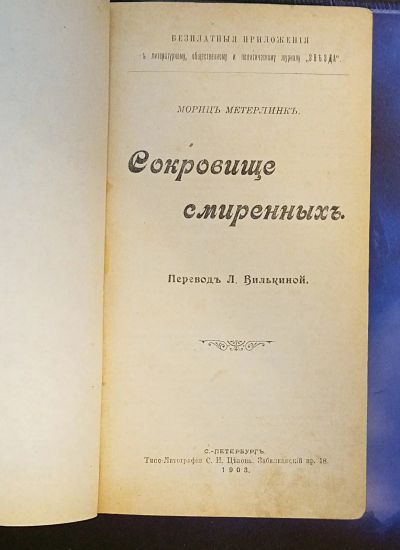 БЕЗПЛАТНЫЯ ПРИЛОЖЕНІЯ
къ литературному, общественному и политическому журналу „ЗВѢЗДА“.
МОРИЦЪ МЕТЕРЛИНКЪ.
Сокровище
смиренныхъ.
Переводъ Л. Вилькиной.
С.-ПЕТЕРБУРГЪ.
Типо-Литографія С. И. Цѣпова, Забалканскій пр. 18.
1903.